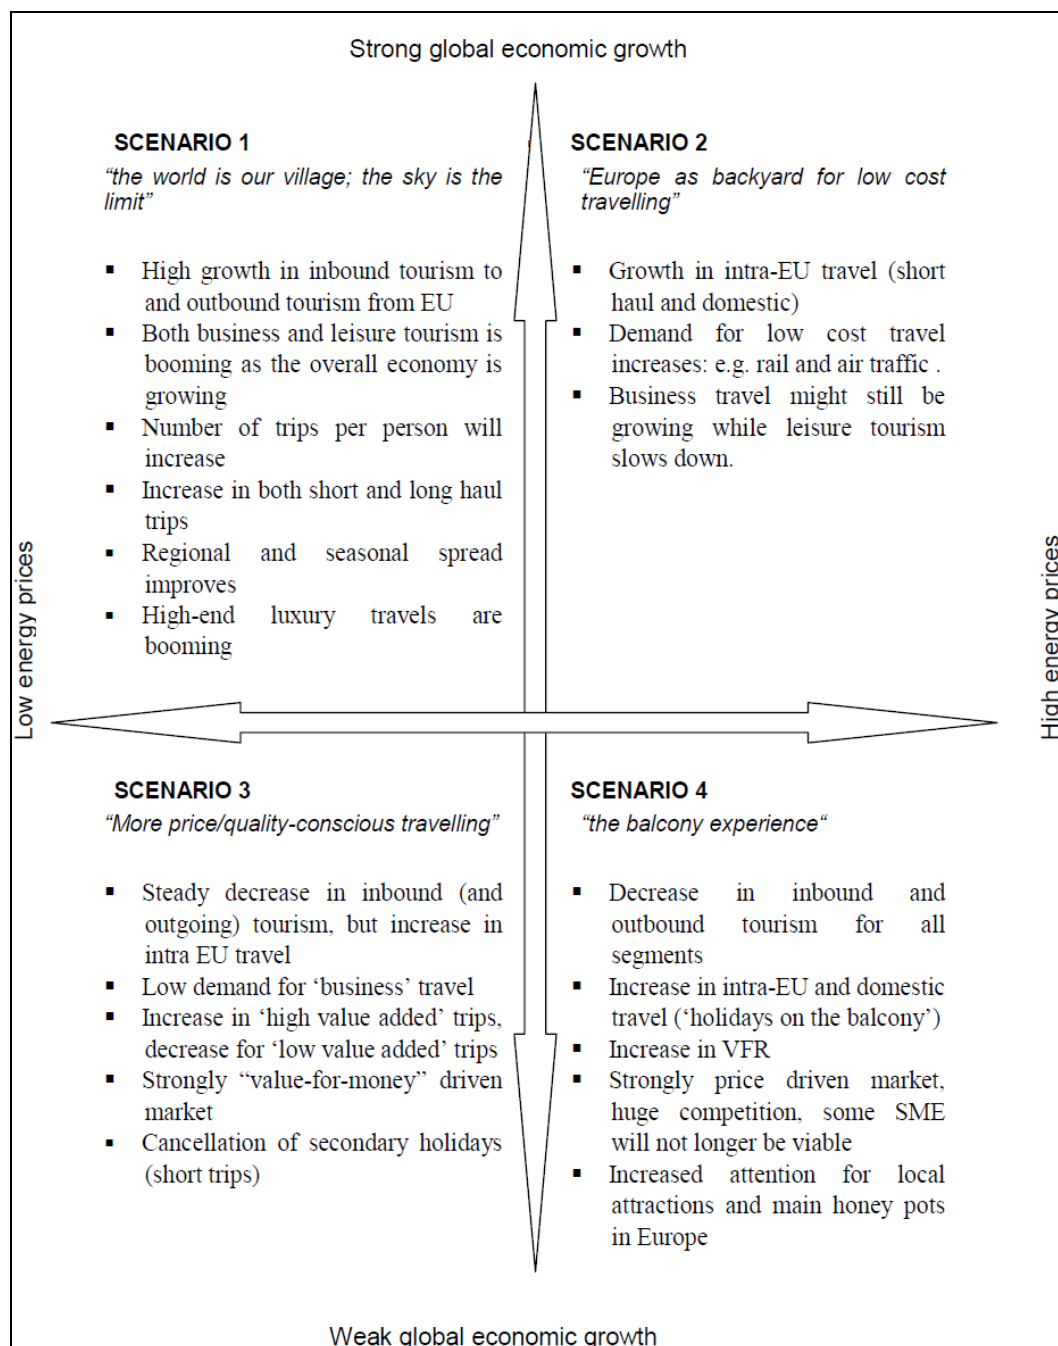 Strong global economic growth
SCENARIO 1
“the world is our village; the sky is the
limit”
▪ High growth in inbound tourism to
and outbound tourism from EU
▪ Both business and leisure tourism is
booming as the overall economy is
growing
▪ Number of trips per person will
increase
▪ Increase in both short and long haul
trips
▪ Regional and seasonal spread
improves
▪ High-end luxury travels are
booming
SCENARIO 2
“Europe as backyard for low cost
travelling”
▪ Growth in intra-EU travel (short
haul and domestic)
▪ Demand for low cost travel
increases: e.g. rail and air traffic .
▪ Business travel might still be
growing while leisure tourism
slows down.
Low energy prices
High energy prices
SCENARIO 3
“More price/quality-conscious travelling”
▪ Steady decrease in inbound (and
outgoing) tourism, but increase in
intra EU travel
▪ Low demand for ‘business’ travel
▪ Increase in ‘high value added’ trips,
decrease for ‘low value added’ trips
▪ Strongly “value-for-money” driven
market
▪ Cancellation of secondary holidays
(short trips)
SCENARIO 4
“the balcony experience“
▪ Decrease in inbound and
outbound tourism for all
segments
▪ Increase in intra-EU and domestic
travel (‘holidays on the balcony’)
▪ Increase in VFR
▪ Strongly price driven market,
huge competition, some SME
will not longer be viable
▪ Increased attention for local
attractions and main honey pots
in Europe
Weak global economic growth